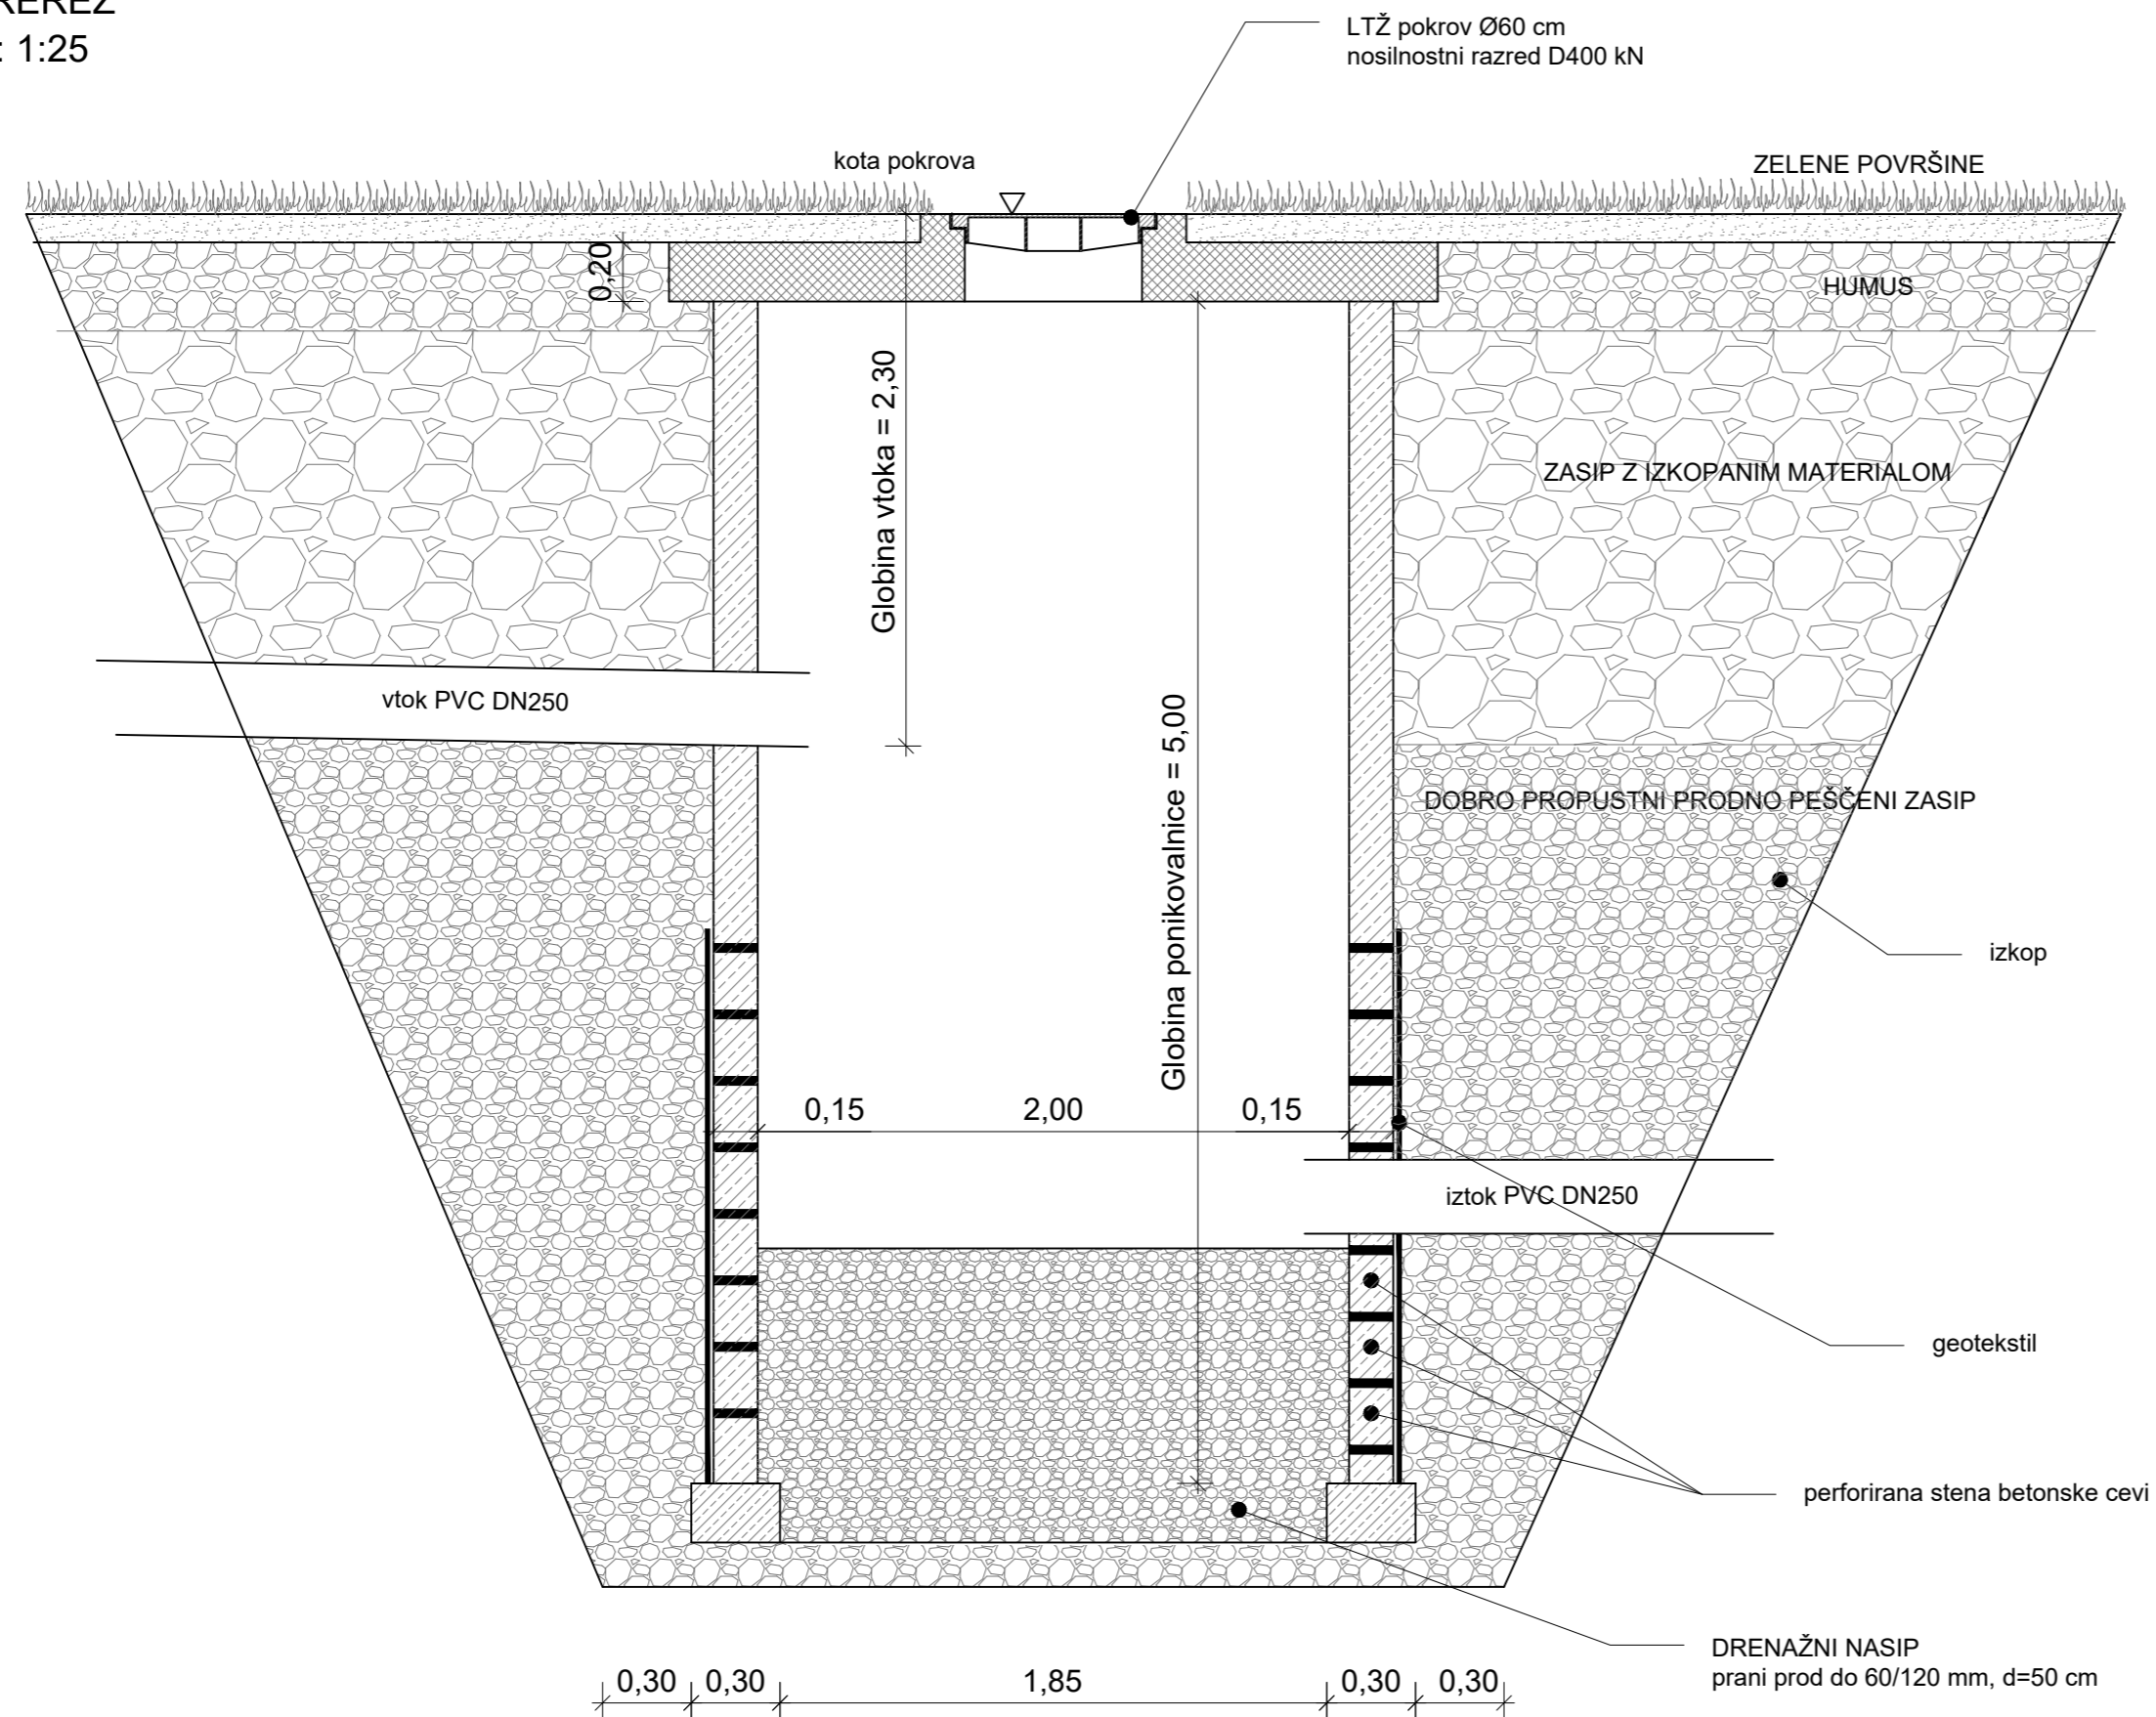 : 1:25
LTŽ pokrov Ø60 cm
nosilnostni razred D400 kN
kota pokrova
ZELENE POVRŠINE
0,20
HUMUS
Globina vtoka = 2,30
ZASIP Z IZKOPANIM MATERIALOM
vtok PVC DN250
Globina ponikovalnice = 5,00
DOBRO PROPUSTNI PRODNO PEŠČENI ZASIP
izkop
0,15 2,00 0,15
iztok PVC DN250
geotekstil
perforirana stena betonske cevi
DRENAŽNI NASIP
prani prod do 60/120 mm, d=50 cm
0,30 0,30 1,85 0,30 0,30